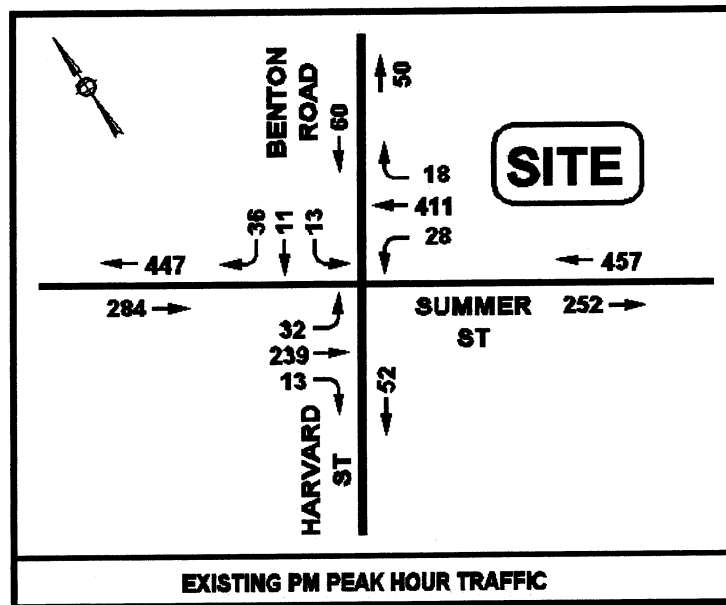 BENTON
ROAD
60
50
SITE
18
411
28
36
11
13
447
457
284
SUMMER
ST
252
32
239
13
52
HARVARD
ST
EXISTING PM PEAK HOUR TRAFFIC